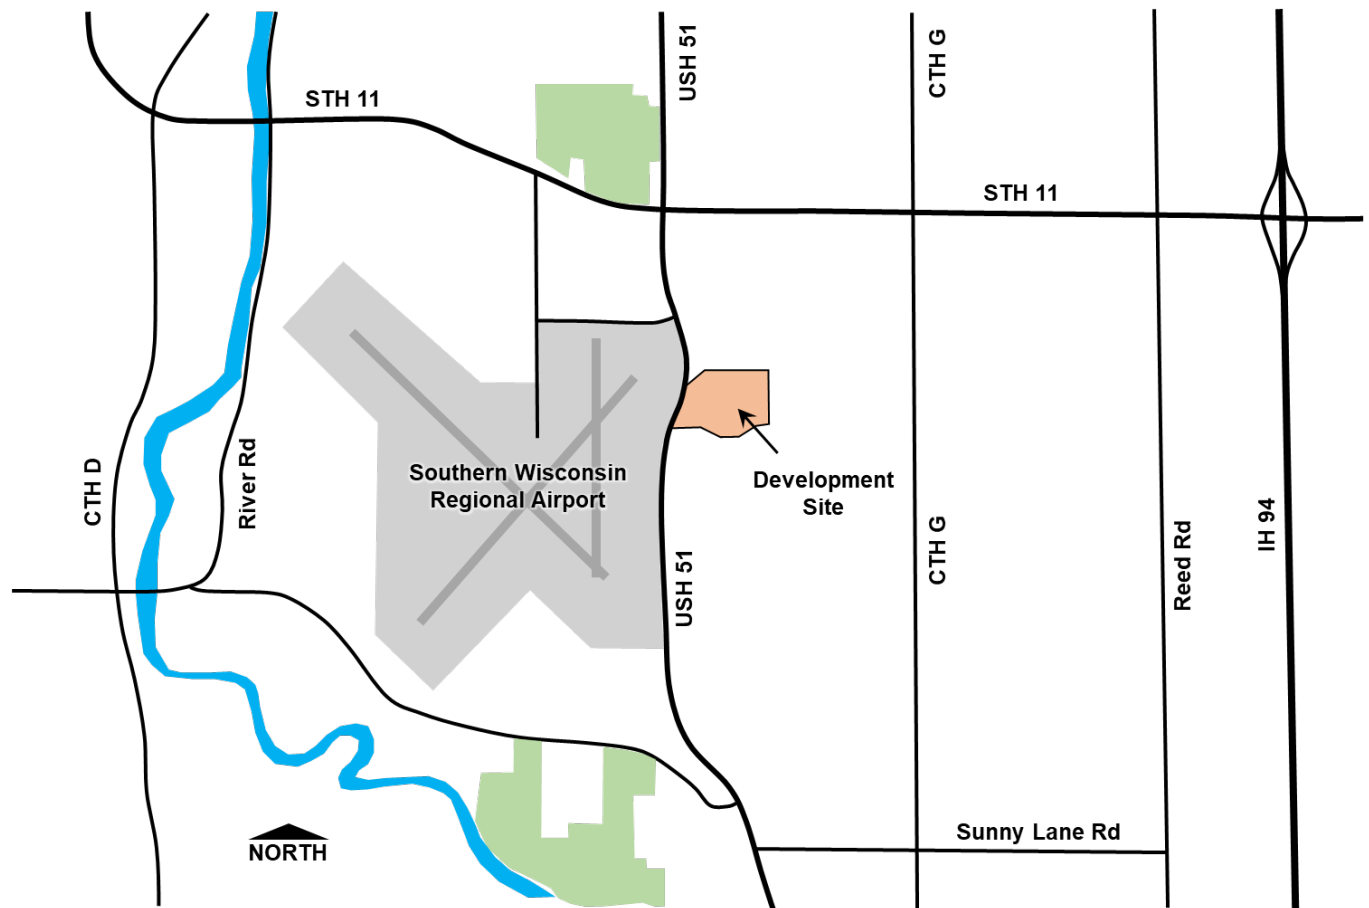 USH 51
CTH G
STH 11
STH 11
CTH D
River Rd
Southern Wisconsin
Regional Airport
Development
Site
USH 51
CTH G
Reed Rd
IH 94
Sunny Lane Rd
NORTH